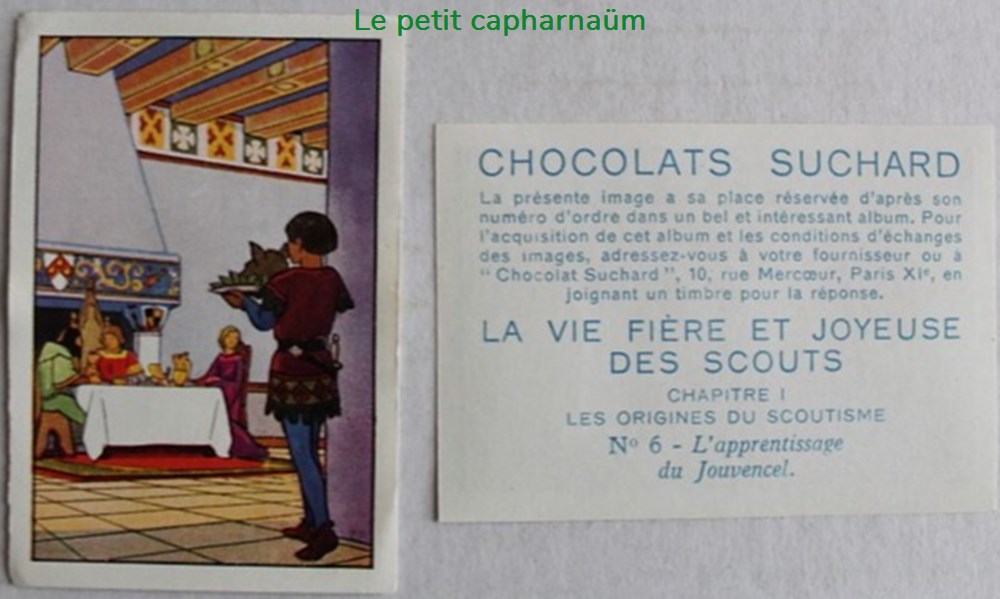 Le petit capharnaüm
CHOCOLATS SUCHARD
La présente image a sa place réservée d'après son
numéro d'ordre dans un bel et intéressant album. Pour
l'acquisition de cet album et les conditions d'échanges
des images, adressez-vous à votre fournisseur ou à
“ Chocolat Suchard ”, 10, rue Mercœur, Paris XIe, en
joignant un timbre pour la réponse.
LA VIE FIÈRE ET JOYEUSE
DES SCOUTS
CHAPITRE I
LES ORIGINES DU SCOUTISME
No 6 - L'apprentissage
du Jouvencel.